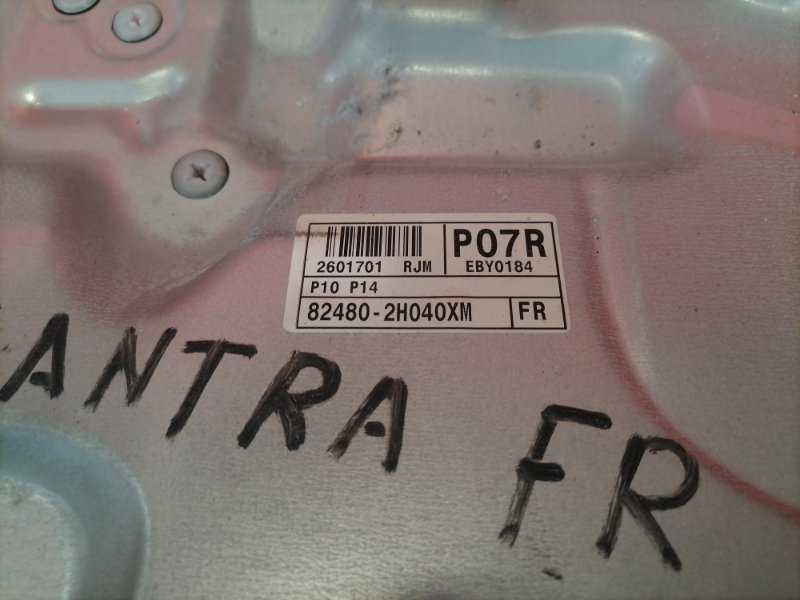 P07R
2601701 RJM EBY0184
P10 P14
82480-2H040XM FR
ANTRA FR